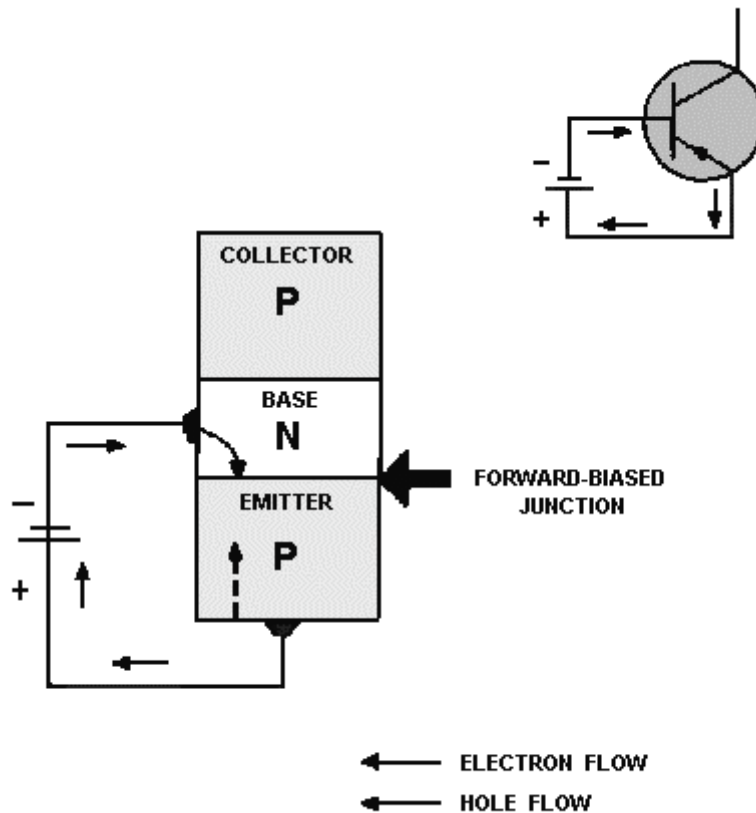 -
+
COLLECTOR
P
BASE
N
FORWARD-BIASED
JUNCTION
EMITTER
P
-
+
ELECTRON FLOW
HOLE FLOW